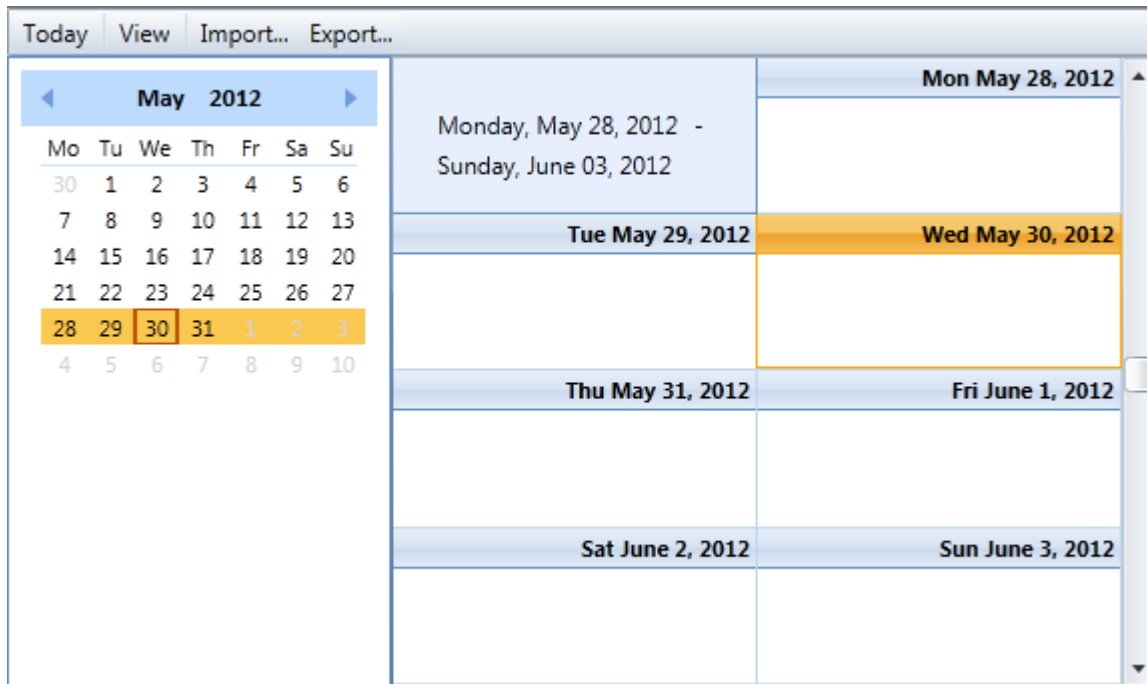 Today View Import... Export...
May 2012
Mo Tu We Th Fr Sa Su
30 1 2 3 4 5 6
7 8 9 10 11 12 13
14 15 16 17 18 19 20
21 22 23 24 25 26 27
28 29 30 31 1 2 3
4 5 6 7 8 9 10
Monday, May 28, 2012 -
Sunday, June 03, 2012
Mon May 28, 2012
Tue May 29, 2012
Wed May 30, 2012
Thu May 31, 2012
Fri June 1, 2012
Sat June 2, 2012
Sun June 3, 2012